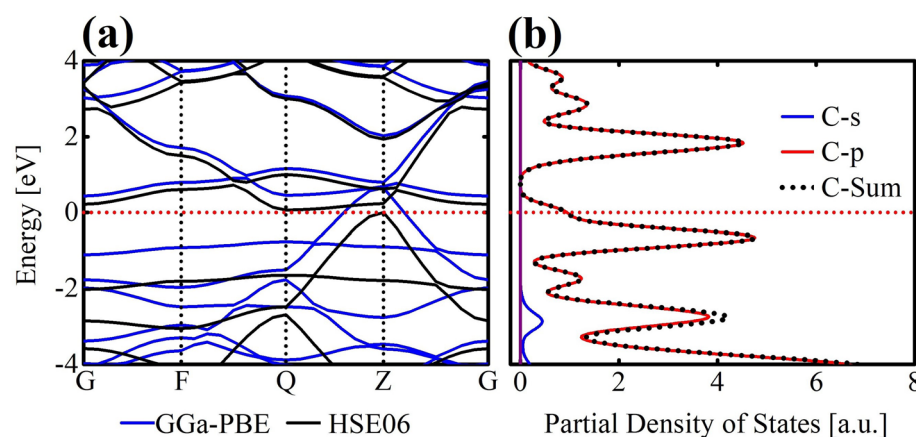 (a)
(b)
Energy [eV]
4
2
0
-2
-4
G F Q Z G
GGa-PBE HSE06
C-s
C-p
C-Sum
0 2 4 6 8
Partial Density of States [a.u.]